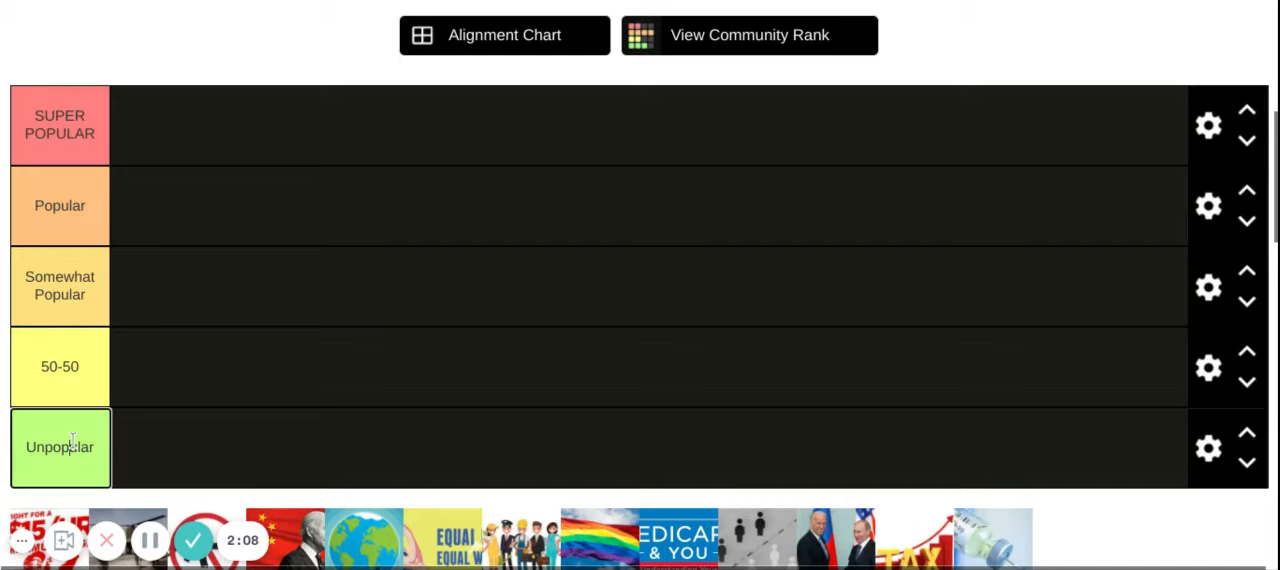 Alignment Chart
View Community Rank
SUPER
POPULAR
Popular
Somewhat
Popular
50-50
Unpopular
2:08
EQUAL
EQUAL W
EDICAR
& YOU
TAX